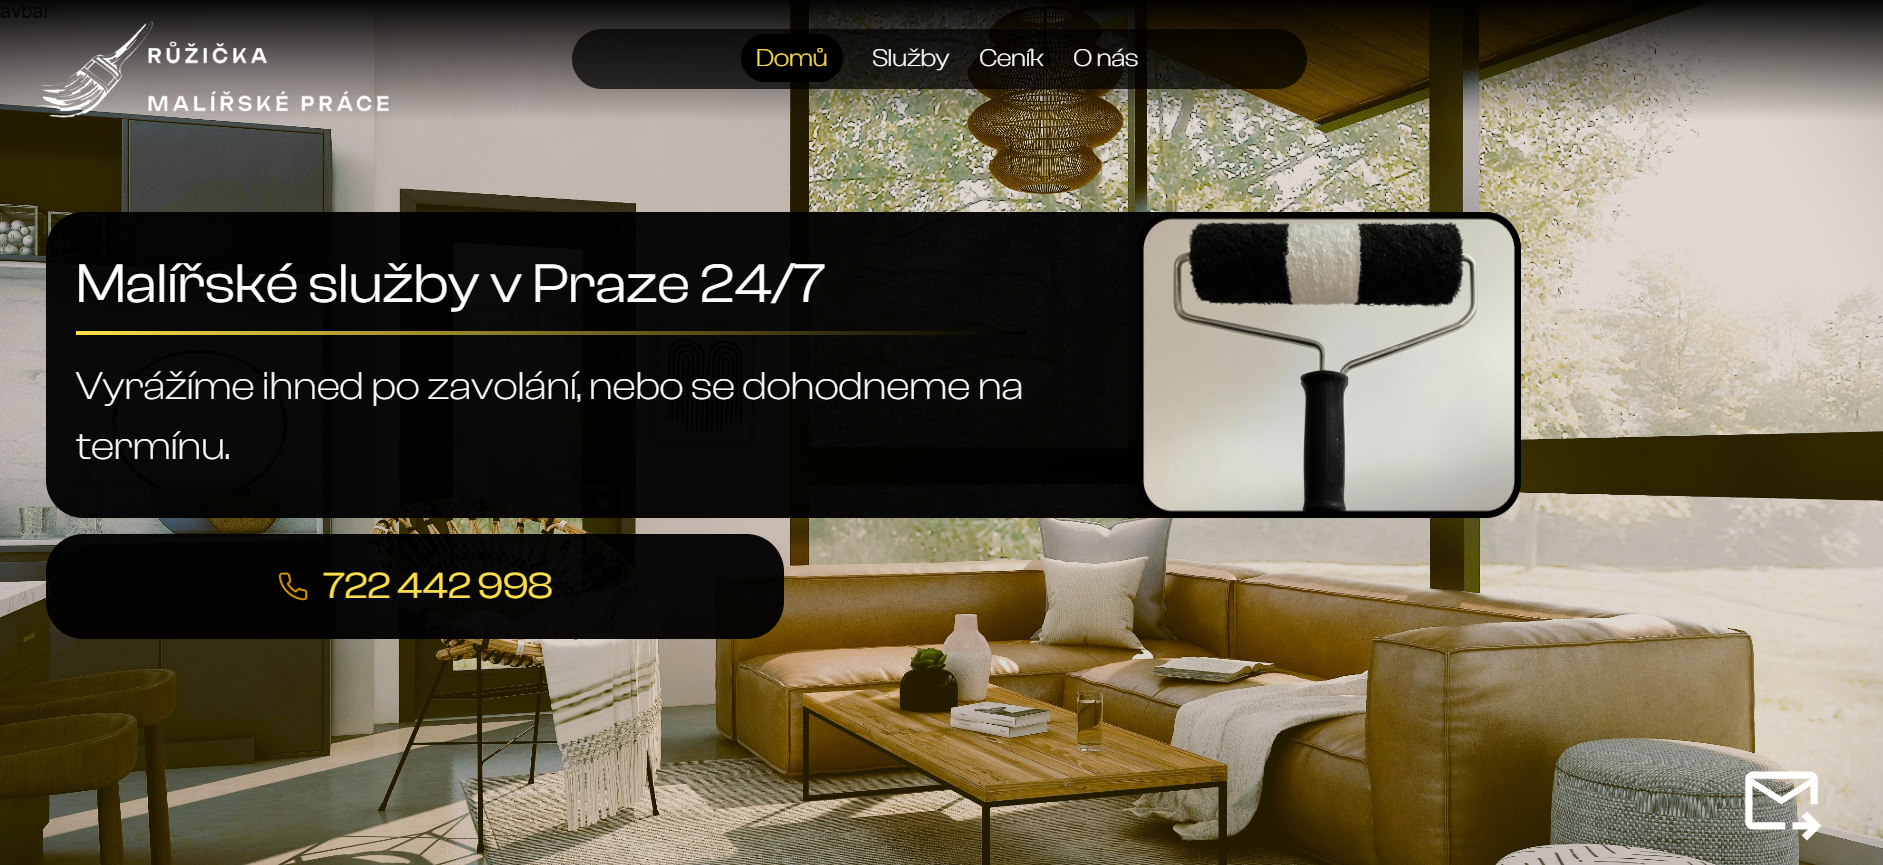 avbar
RŮŽIČKA
MALÍŘSKÉ PRÁCE
Domů Služby Ceník O nás
Malířské služby v Praze 24/7
Vyrážíme ihned po zavolání, nebo se dohodneme na
termínu.
722 442 998